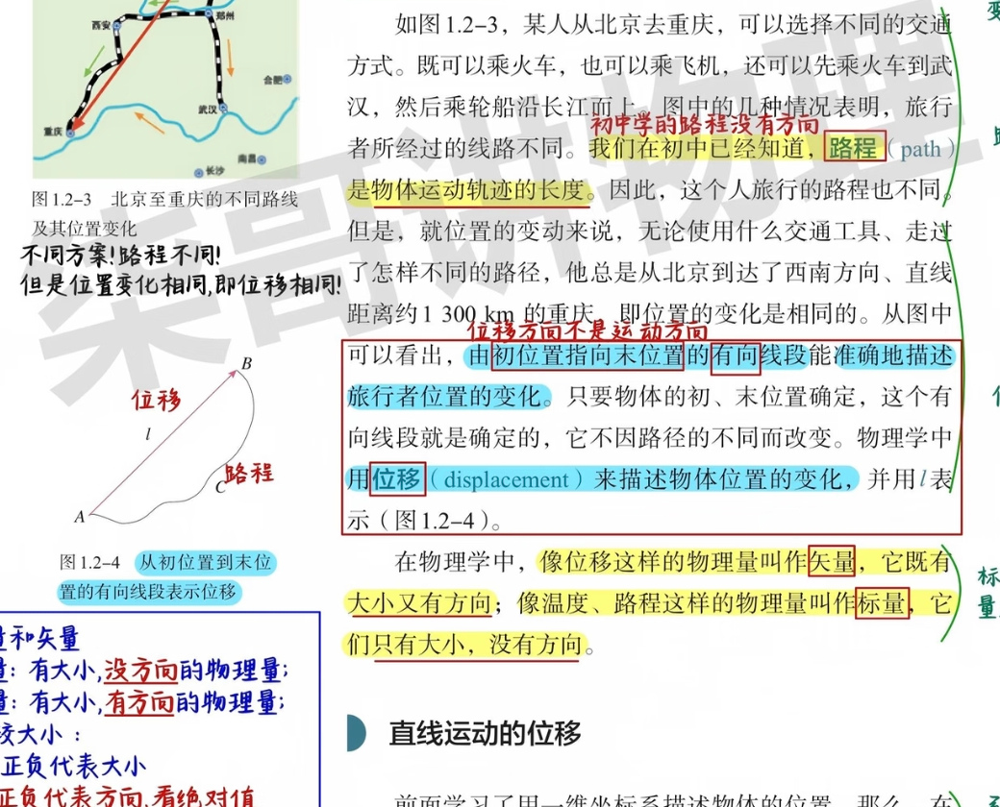 西安
郑州
合肥
武汉
重庆
南昌
长沙
图1.2-3 北京至重庆的不同路线
及其位置变化
不同方案!路程不同!
但是位置变化相同,即位移相同!
B
位移
l
路程
C
A
图1.2-4 从初位置到末位
置的有向线段表示位移
量和矢量
量：有大小,没方向的物理量;
量：有大小,有方向的物理量;
较大小：
正负代表大小
正负代表方向,看绝对值
如图1.2-3，某人从北京去重庆，可以选择不同的交通
方式。既可以乘火车，也可以乘飞机，还可以先乘火车到武
汉，然后乘轮船沿长江而上。图中的几种情况表明，旅行
初中学的路程没有方向
者所经过的线路不同。我们在初中已经知道，路程（path）
是物体运动轨迹的长度。因此，这个人旅行的路程也不同。
但是，就位置的变动来说，无论使用什么交通工具、走过
了怎样不同的路径，他总是从北京到达了西南方向、直线
距离约1 300 km 的重庆，即位置的变化是相同的。从图中
位移方向不是运动方向
可以看出，由初位置指向末位置的有向线段能准确地描述
旅行者位置的变化。只要物体的初、末位置确定，这个有
向线段就是确定的，它不因路径的不同而改变。物理学中
用位移（displacement）来描述物体位置的变化，并用l表
示（图1.2-4）。
在物理学中，像位移这样的物理量叫作矢量，它既有
大小又有方向；像温度、路程这样的物理量叫作标量，它
们只有大小，没有方向。
直线运动的位移
前面学习了用一维坐标系描述物体的位置，那么，在
标
量
荣哥讲物理